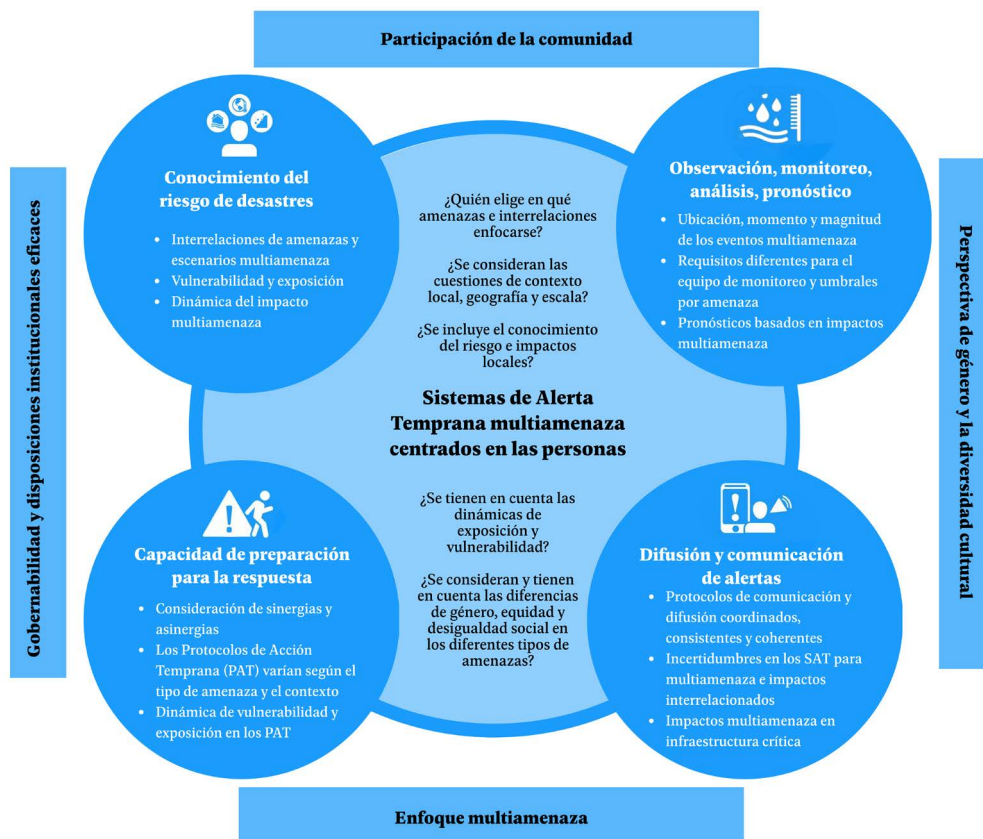 Participación de la comunidad
Gobernabilidad y disposiciones institucionales eficaces
Conocimiento del
riesgo de desastres
• Interrelaciones de amenazas y
escenarios multiamenaza
• Vulnerabilidad y exposición
• Dinámica del impacto
multiamenaza
¿Quién elige en qué
amenazas e interrelaciones
enfocarse?
¿Se consideran las
cuestiones de contexto
local, geografía y escala?
¿Se incluye el conocimiento
del riesgo e impactos
locales?
Observación, monitoreo,
análisis, pronóstico
• Ubicación, momento y magnitud
de los eventos multiamenaza
• Requisitos diferentes para el
equipo de monitoreo y umbrales
por amenaza
• Pronósticos basados en impactos
multiamenaza
Perspectiva de género y la diversidad cultural
Sistemas de Alerta
Temprana multiamenaza
centrados en las personas
Capacidad de preparación
para la respuesta
• Consideración de sinergias y
asinergias
• Los Protocolos de Acción
Temprana (PAT) varían según el
tipo de amenaza y el contexto
• Dinámica de vulnerabilidad y
exposición en los PAT
¿Se tienen en cuenta las
dinámicas de
exposición y
vulnerabilidad?
¿Se consideran y tienen
en cuenta las diferencias
de género, equidad y
desigualdad social en
los diferentes tipos de
amenazas?
Difusión y comunicación
de alertas
• Protocolos de comunicación y
difusión coordinados,
consistentes y coherentes
• Incertidumbres en los SAT para
multiamenaza e impactos
interrelacionados
• Impactos multiamenaza en
infraestructura crítica
Enfoque multiamenaza